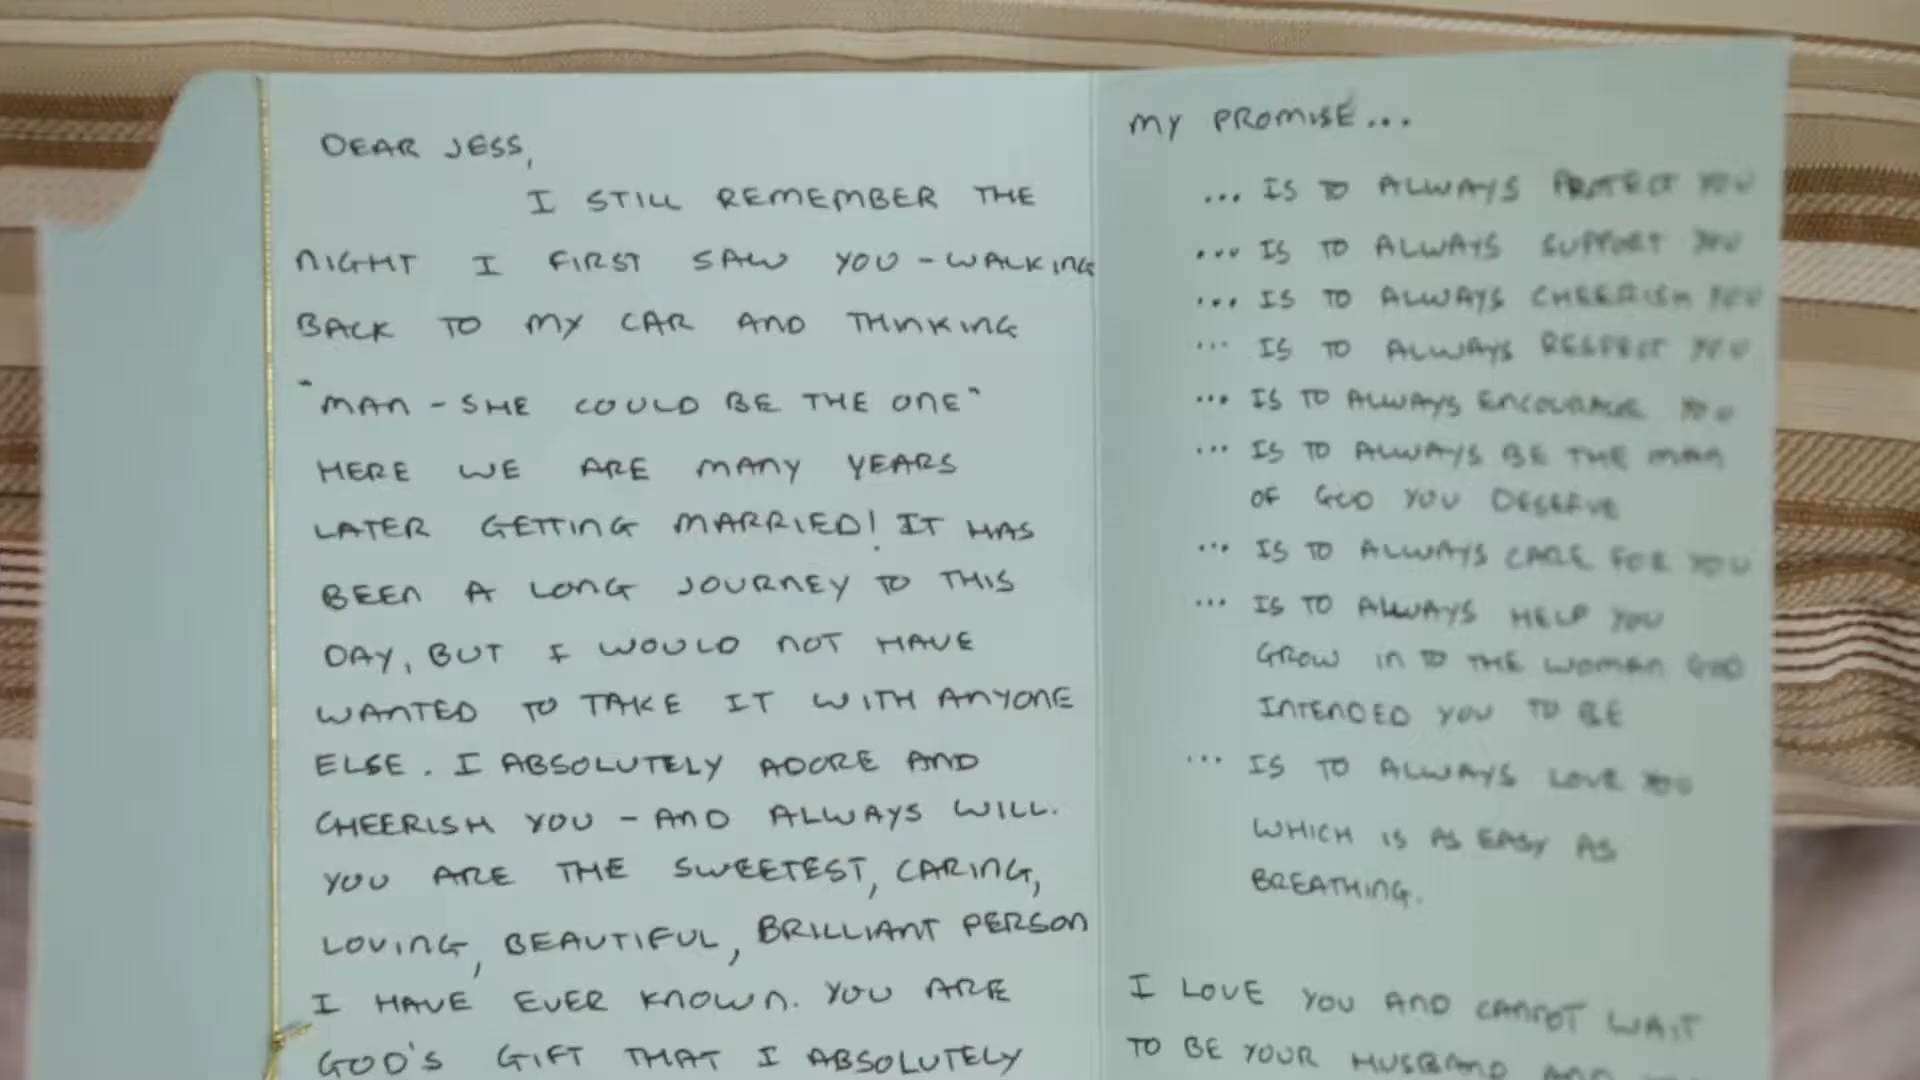 DEAR JESS,
I STILL REMEMBER THE
NIGHT I FIRST SAW YOU - WALKING
BACK TO MY CAR AND THINKING
"MAN - SHE COULD BE THE ONE"
HERE WE ARE MANY YEARS
LATER GETTING MARRIED! IT HAS
BEEN A LONG JOURNEY TO THIS
DAY, BUT I WOULD NOT HAVE
WANTED TO TAKE IT WITH ANYONE
ELSE. I ABSOLUTELY ADORE AND
CHEERISH YOU - AND ALWAYS WILL.
YOU ARE THE SWEETEST, CARING,
LOVING, BEAUTIFUL, BRILLIANT PERSON
I HAVE EVER KNOWN. YOU ARE
GOD'S GIFT THAT I ABSOLUTELY
MY PROMISE...
... IS TO ALWAYS PROTECT YOU
... IS TO ALWAYS SUPPORT YOU
... IS TO ALWAYS CHEERISH YOU
... IS TO ALWAYS RESPECT YOU
... IS TO ALWAYS ENCOURAGE YOU
... IS TO ALWAYS BE THE MAN
OF GOD YOU DESERVE
... IS TO ALWAYS CARE FOR YOU
... IS TO ALWAYS HELP YOU
GROW IN TO THE WOMAN GOD
INTENDED YOU TO BE
... IS TO ALWAYS LOVE YOU
WHICH IS AS EASY AS
BREATHING.
I LOVE YOU AND CANNOT WAIT
TO BE YOUR HUSBAND AND